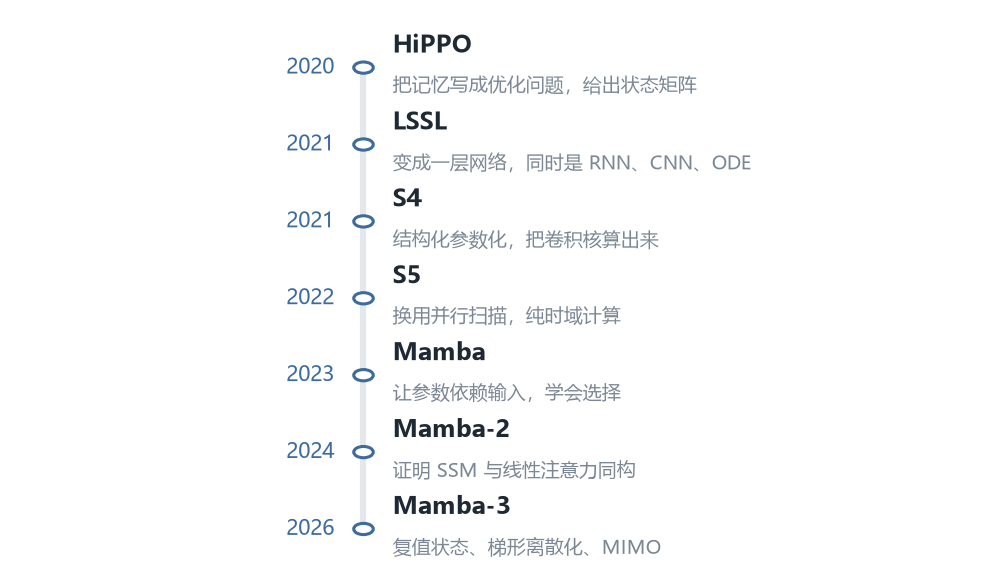 HiPPO
2020
把记忆写成优化问题，给出状态矩阵
LSSL
2021
变成一层网络，同时是 RNN、CNN、ODE
S4
2021
结构化参数化，把卷积核算出来
S5
2022
换用并行扫描，纯时域计算
Mamba
2023
让参数依赖输入，学会选择
Mamba-2
2024
证明 SSM 与线性注意力同构
Mamba-3
2026
复值状态、梯形离散化、MIMO